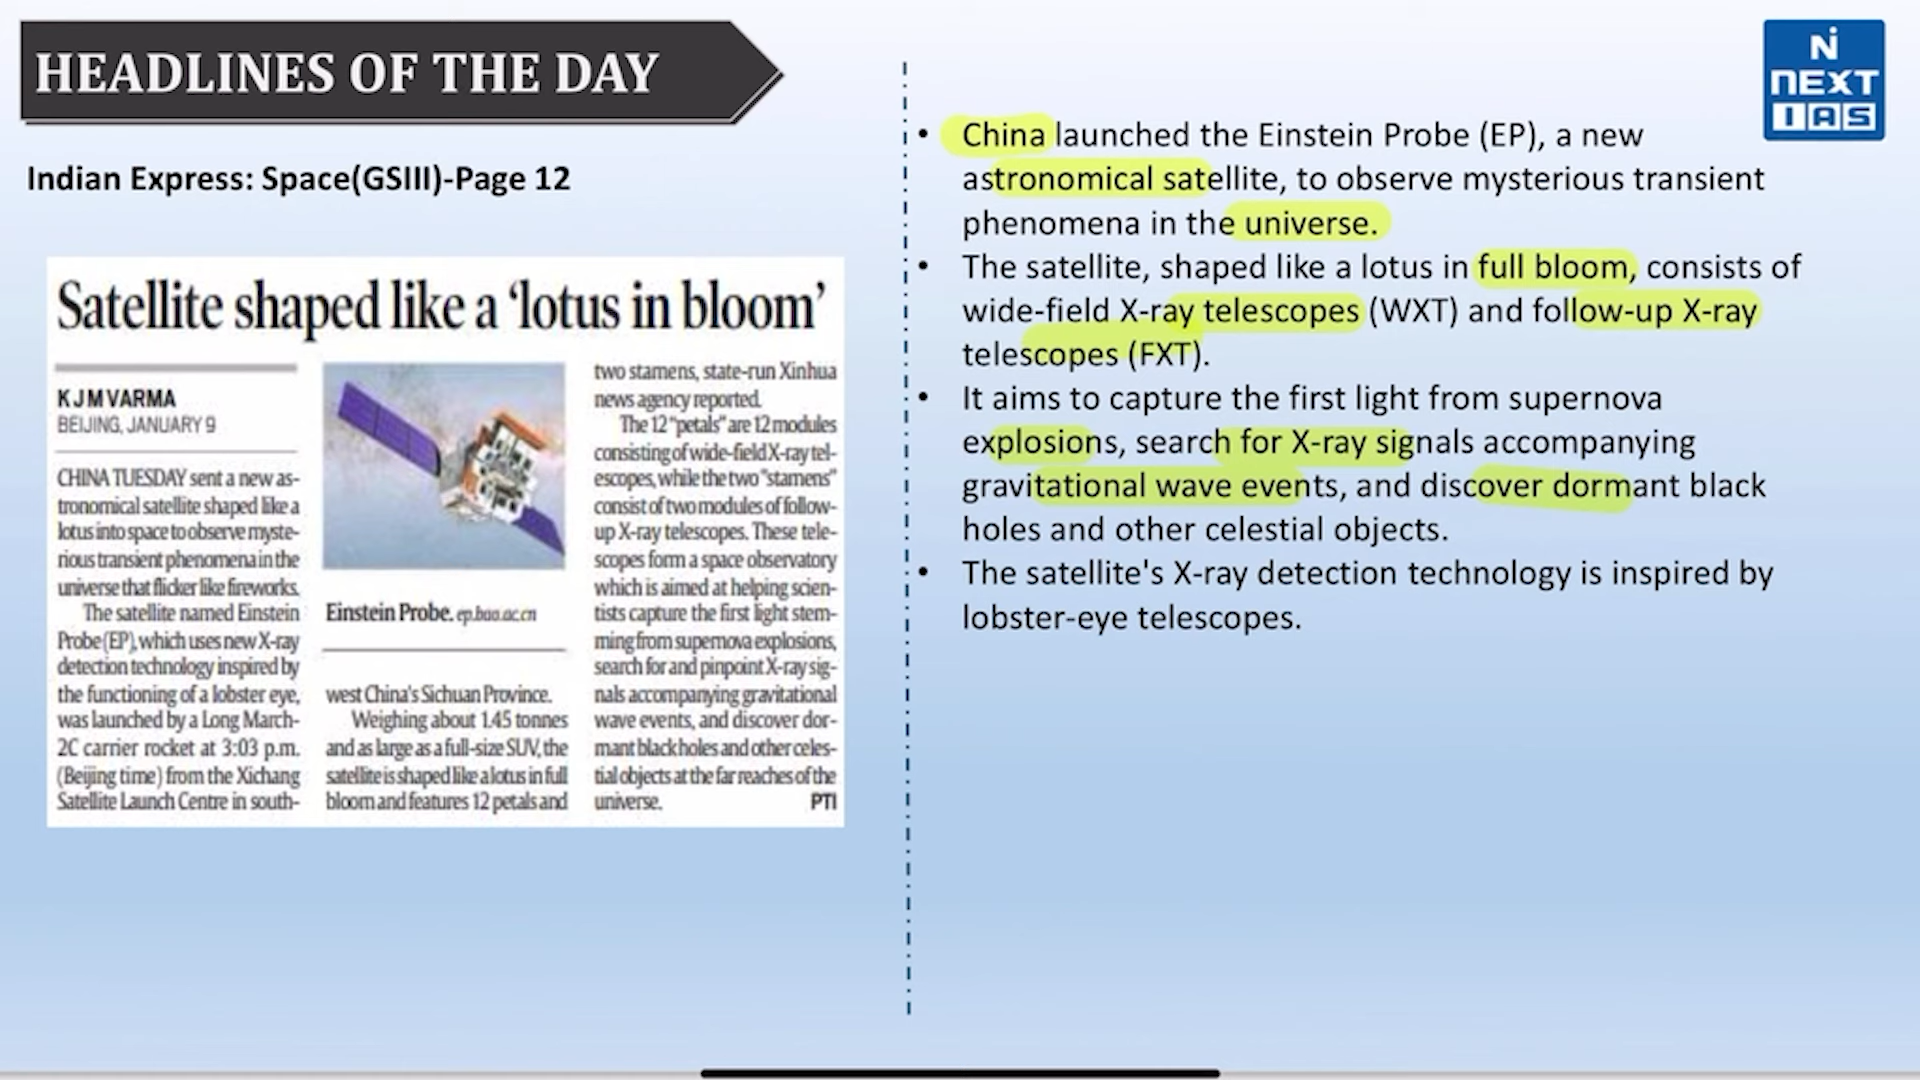 HEADLINES OF THE DAY
Indian Express: Space(GSIII)-Page 12
Satellite shaped like a ‘lotus in bloom’
K J M VARMA
BEIJING, JANUARY 9
CHINA TUESDAY sent a new as-
tronomical satellite shaped like a
lotus into space to observe myste-
rious transient phenomena in the
universe that flicker like fireworks.
The satellite named Einstein
Probe (EP), which uses new X-ray
detection technology inspired by
the functioning of a lobster eye,
was launched by a Long March-
2C carrier rocket at 3:03 p.m.
(Beijing time) from the Xichang
Satellite Launch Centre in south-
Einstein Probe. ep.bao.ac.cn
west China's Sichuan Province.
Weighing about 1.45 tonnes
and as large as a full-size SUV, the
satellite is shaped like a lotus in full
bloom and features 12 petals and
two stamens, state-run Xinhua
news agency reported.
The 12 “petals” are 12 modules
consisting of wide-field X-ray tel-
escopes, while the two “stamens”
consist of two modules of follow-
up X-ray telescopes. These tele-
scopes form a space observatory
which is aimed at helping scien-
tists capture the first light stem-
ming from supernova explosions,
search for and pinpoint X-ray sig-
nals accompanying gravitational
wave events, and discover dor-
mant black holes and other celes-
tial objects at the far reaches of the
universe. PTI
N
NEXT
IAS
• China launched the Einstein Probe (EP), a new
astronomical satellite, to observe mysterious transient
phenomena in the universe.
• The satellite, shaped like a lotus in full bloom, consists of
wide-field X-ray telescopes (WXT) and follow-up X-ray
telescopes (FXT).
• It aims to capture the first light from supernova
explosions, search for X-ray signals accompanying
gravitational wave events, and discover dormant black
holes and other celestial objects.
• The satellite's X-ray detection technology is inspired by
lobster-eye telescopes.